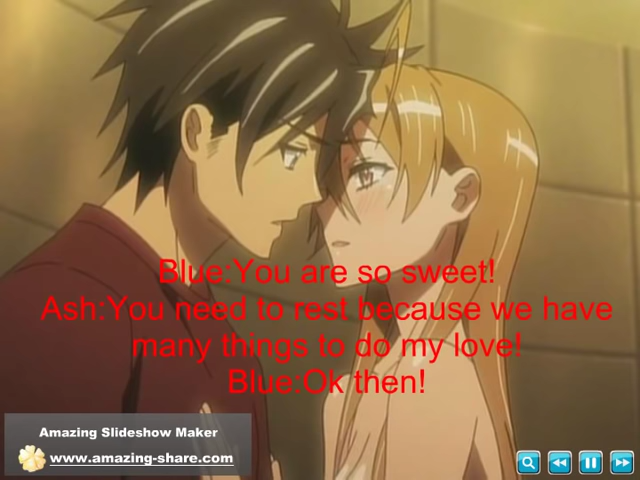 Blue:You are so sweet!
Ash:You need to rest because we have
many things to do my love!
Blue:Ok then!
Amazing Slideshow Maker
www.amazing-share.com